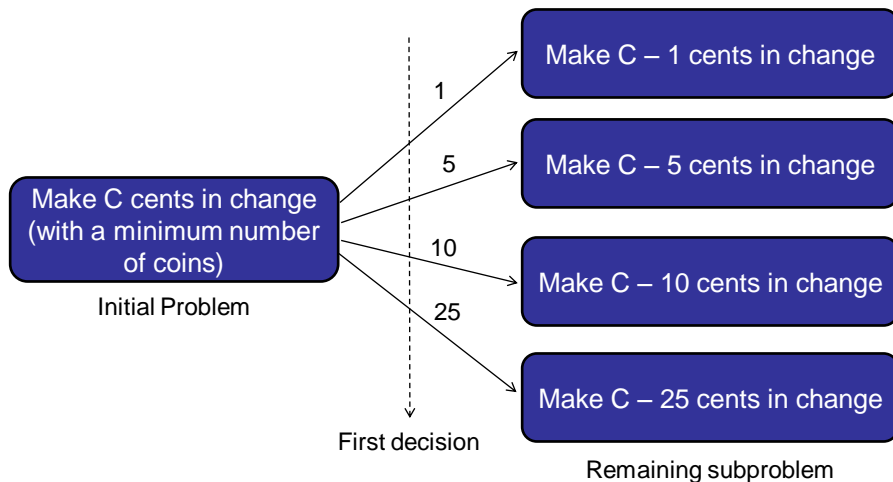 Make C – 1 cents in change
1
Make C – 5 cents in change
5
Make C cents in change
(with a minimum number
of coins)
10
Make C – 10 cents in change
Initial Problem
25
Make C – 25 cents in change
First decision
Remaining subproblem